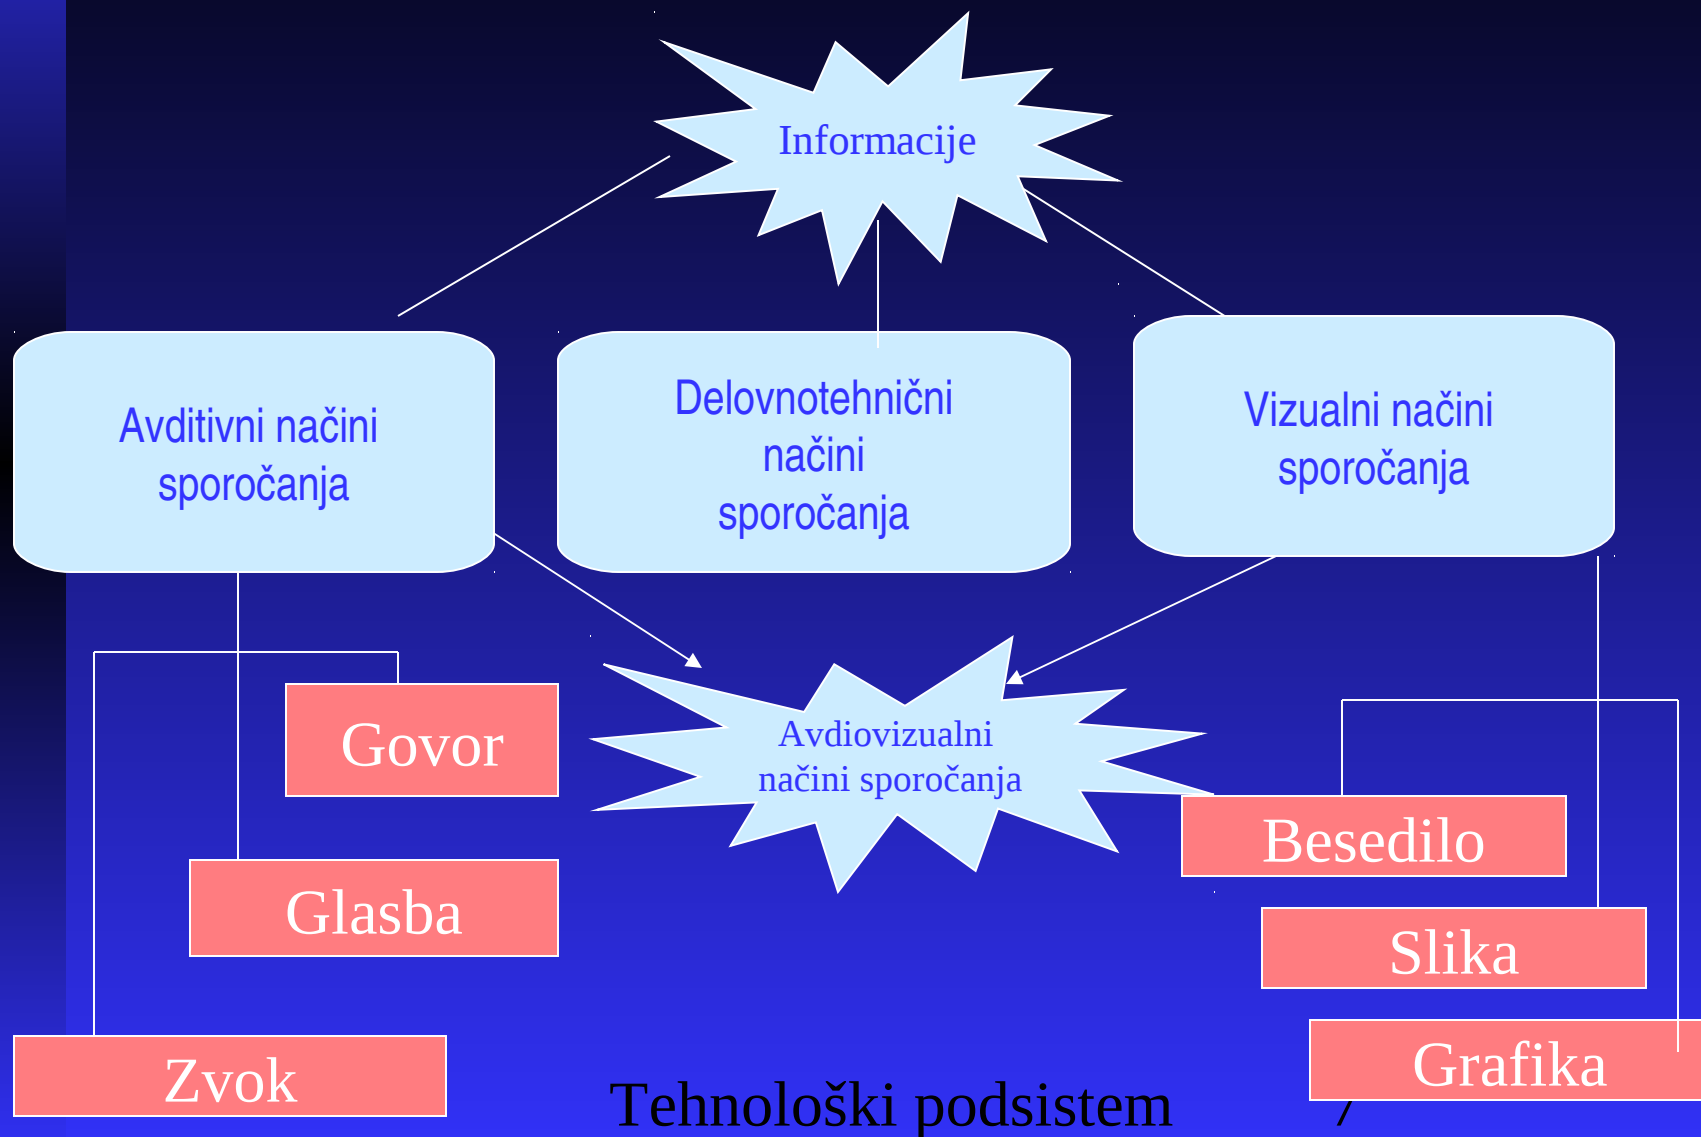 Informacije
Avditivni načini
sporočanja
Delovnotehnični
načini
sporočanja
Vizualni načini
sporočanja
Govor
Avdiovizualni
načini sporočanja
Besedilo
Glasba
Slika
Zvok
Grafika
Tehnološki podsistem